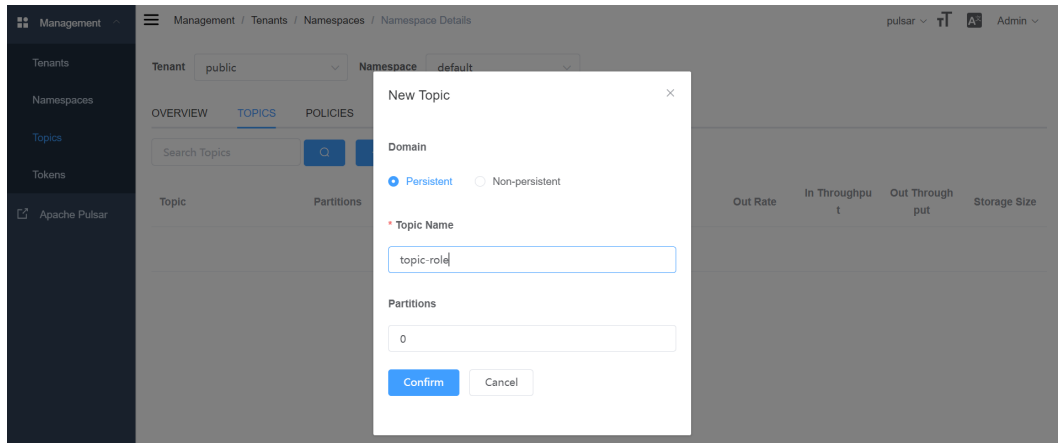 Management
Management / Tenants / Namespaces / Namespace Details
pulsar
Admin
Tenants
Namespaces
Topics
Tokens
Apache Pulsar
Tenant public Namespace default
OVERVIEW TOPICS POLICIES
Search Topics
Topic Partitions Out Rate In Throughpu
t Out Through
put Storage Size
New Topic
Domain
Persistent Non-persistent
* Topic Name
topic-role
Partitions
0
Confirm Cancel